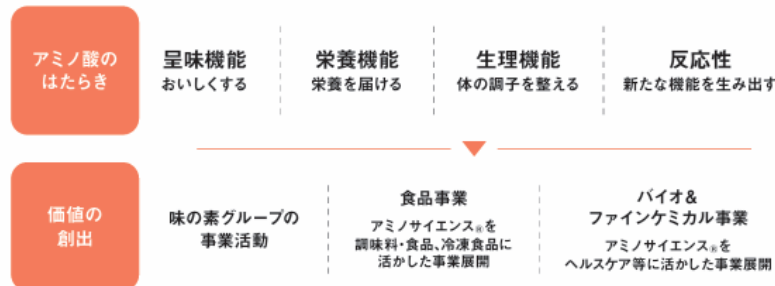 アミノ酸の
はたらき
呈味機能
おいしくする
栄養機能
栄養を届ける
生理機能
体の調子を整える
反応性
新たな機能を生み出す
価値の
創出
味の素グループの
事業活動
食品事業
アミノサイエンス®を
調味料・食品、冷凍食品に
活かした事業展開
バイオ&
ファインケミカル事業
アミノサイエンス®を
ヘルスケア等に活かした事業展開